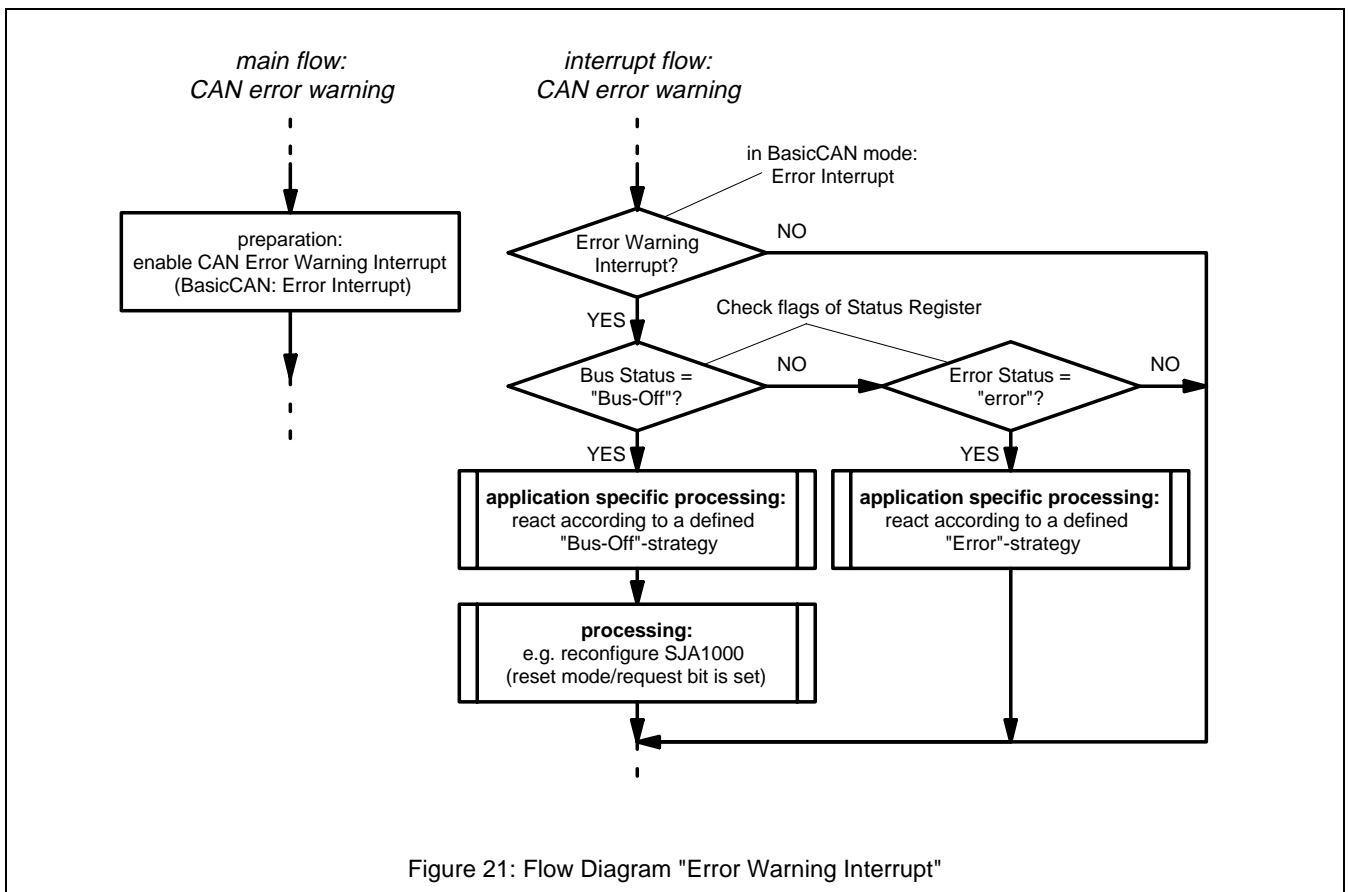 main flow:
CAN error warning
preparation:
enable CAN Error Warning Interrupt
(BasicCAN: Error Interrupt)
interrupt flow:
CAN error warning
in BasicCAN mode:
Error Interrupt
Error Warning
Interrupt?
NO
YES
Check flags of Status Register
Bus Status =
"Bus-Off"?
NO
Error Status =
"error"?
NO
YES
YES
application specific processing:
react according to a defined
"Bus-Off"-strategy
application specific processing:
react according to a defined
"Error"-strategy
processing:
e.g. reconfigure SJA1000
(reset mode/request bit is set)
Figure 21: Flow Diagram "Error Warning Interrupt"